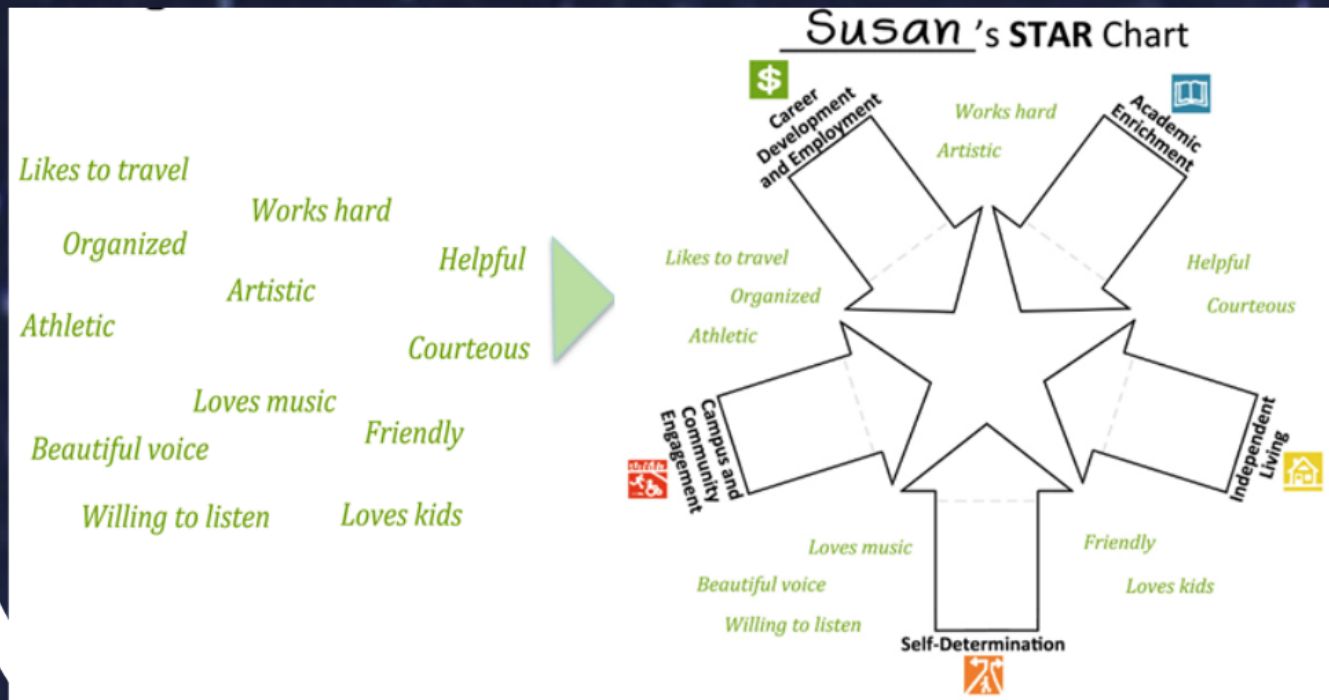 Susan's STAR Chart
Likes to travel
Works hard
Organized
Helpful
Artistic
Athletic
Courteous
Loves music
Friendly
Beautiful voice
Willing to listen
Loves kids
$
Career
Development
and Employment
Works hard
Artistic
Academic
Enrichment
Likes to travel
Organized
Athletic
Helpful
Courteous
Campus and
Community
Engagement
Independent
Living
Loves music
Beautiful voice
Willing to listen
Friendly
Loves kids
Self-Determination